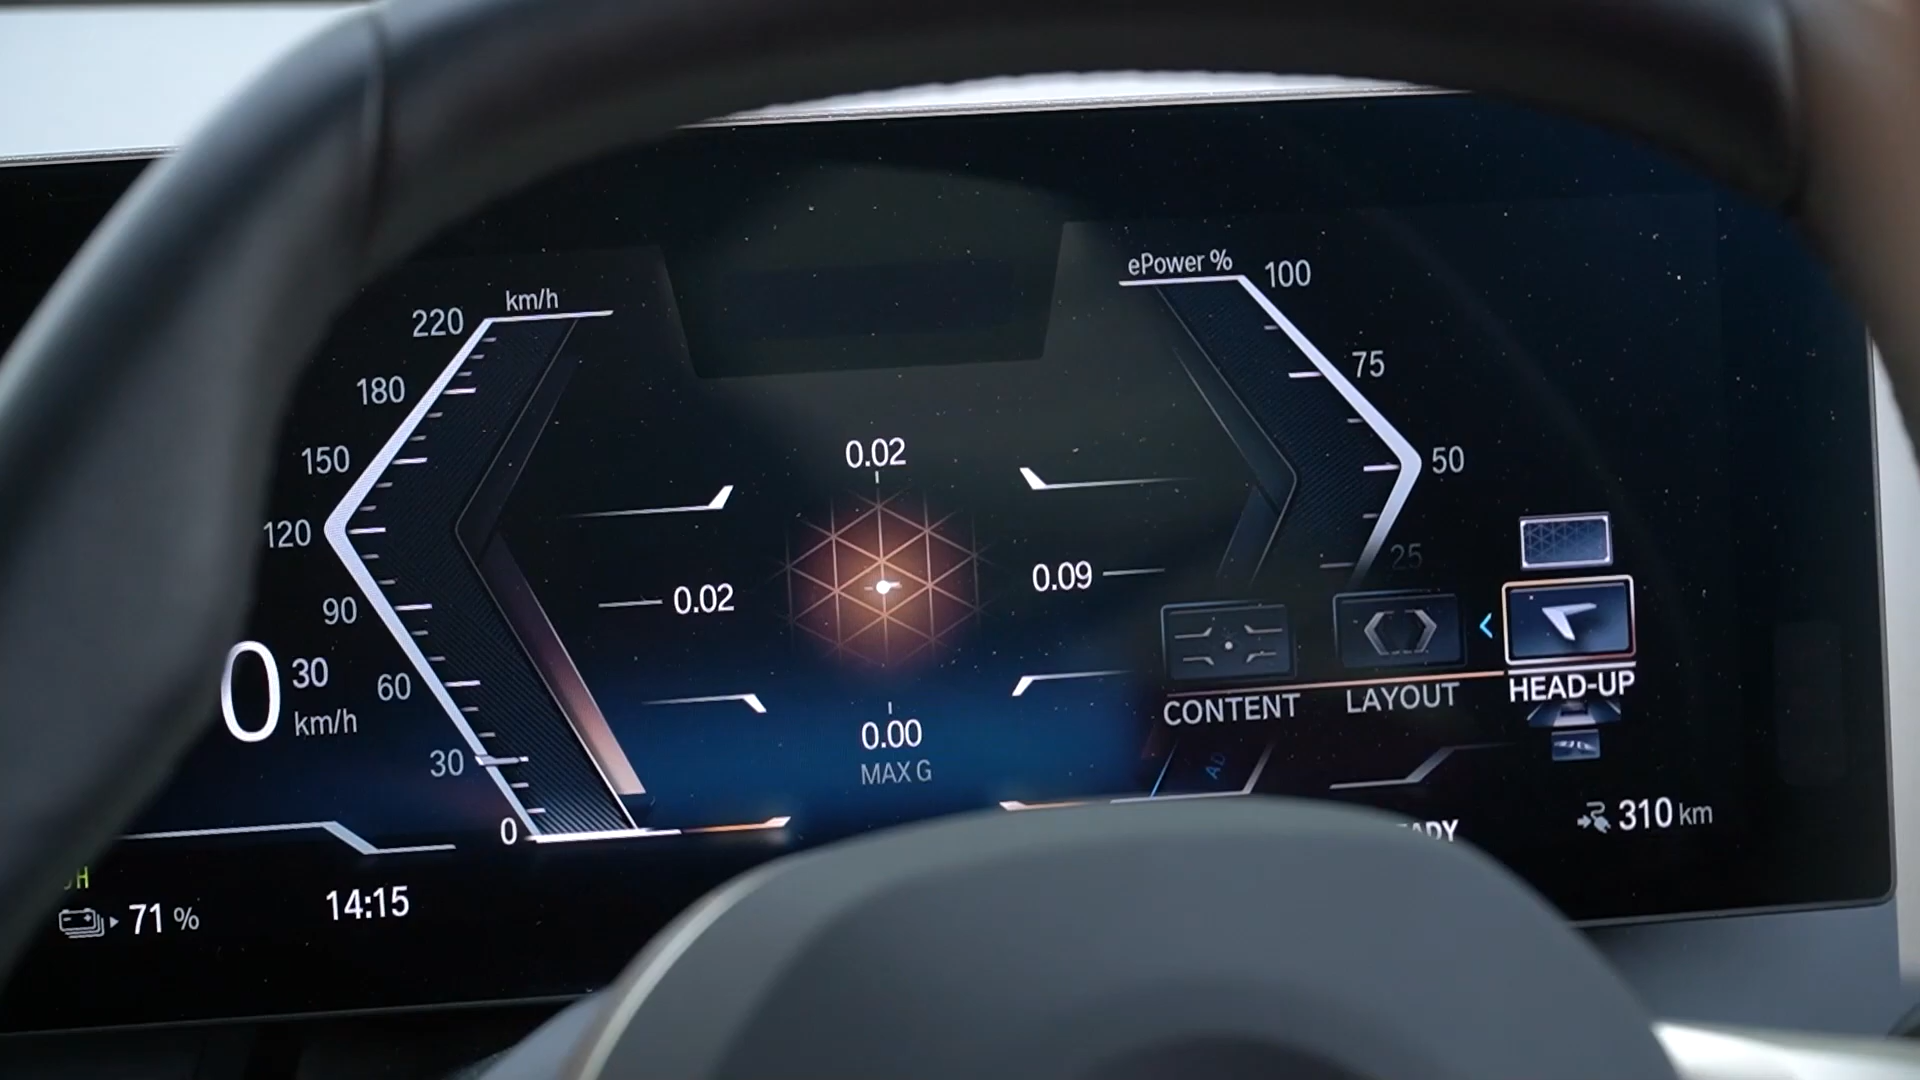 km/h
220
180
150
120
90
60
30
0
0
30
km/h
ePower %
100
75
50
25
0.02
0.02
0.09
0.00
MAX G
CONTENT
LAYOUT
HEAD-UP
310 km
71 %
14:15